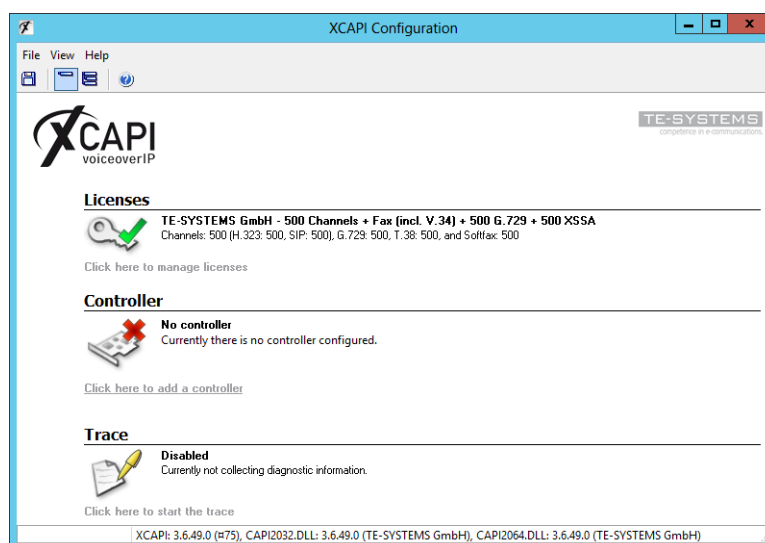 XCAPI Configuration
File View Help
XCAPI
voiceoverIP
TE-SYSTEMS
competence in e-communications.
Licenses
TE-SYSTEMS GmbH - 500 Channels + Fax (incl. V.34) + 500 G.729 + 500 XSSA
Channels: 500 (H.323: 500, SIP: 500), G.729: 500, T.38: 500, and Softfax: 500
Click here to manage licenses
Controller
No controller
Currently there is no controller configured.
Click here to add a controller
Trace
Disabled
Currently not collecting diagnostic information.
Click here to start the trace
XCAPI: 3.6.49.0 (¤75), CAPI2032.DLL: 3.6.49.0 (TE-SYSTEMS GmbH), CAPI2064.DLL: 3.6.49.0 (TE-SYSTEMS GmbH)